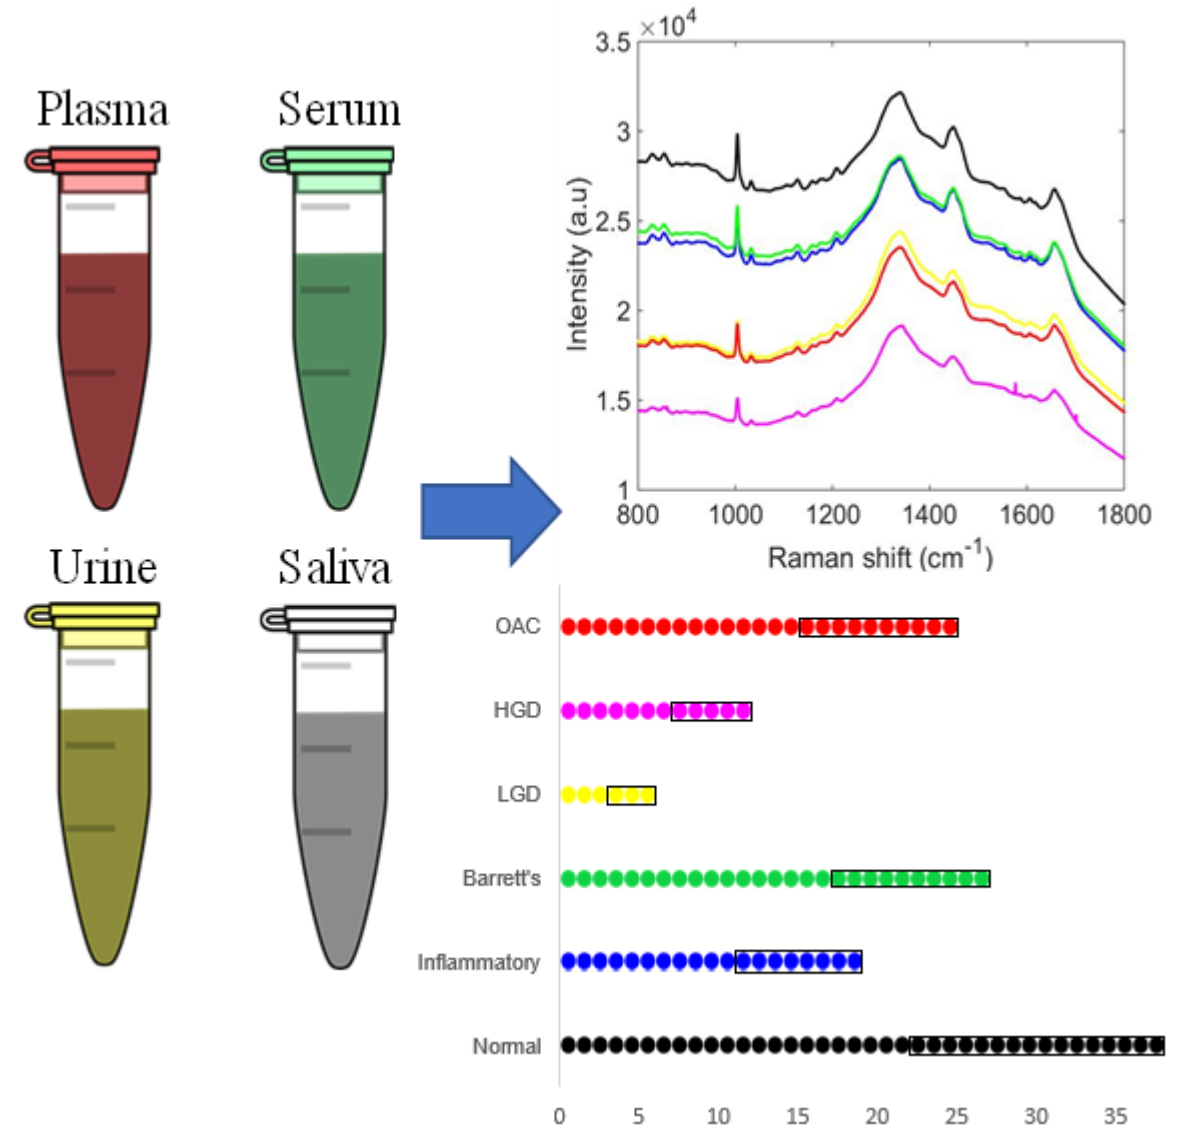 Plasma
Serum
Urine
Saliva
×10⁴
3.5
3
2.5
2
1.5
1
Intensity (a.u)
800 1000 1200 1400 1600 1800
Raman shift (cm⁻¹)
OAC
HGD
LGD
Barrett's
Inflammatory
Normal
0 5 10 15 20 25 30 35